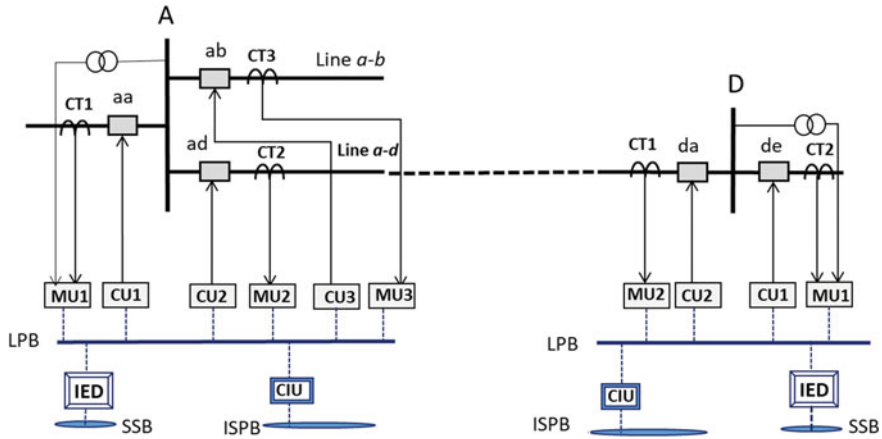 A
ab
CT3
Line a-b
D
CT1
aa
ad
CT2
Line a-d
CT1
da
de
CT2
MU1
CU1
CU2
MU2
CU3
MU3
MU2
CU2
CU1
MU1
LPB
LPB
IED
CIU
CIU
IED
SSB
ISPB
ISPB
SSB